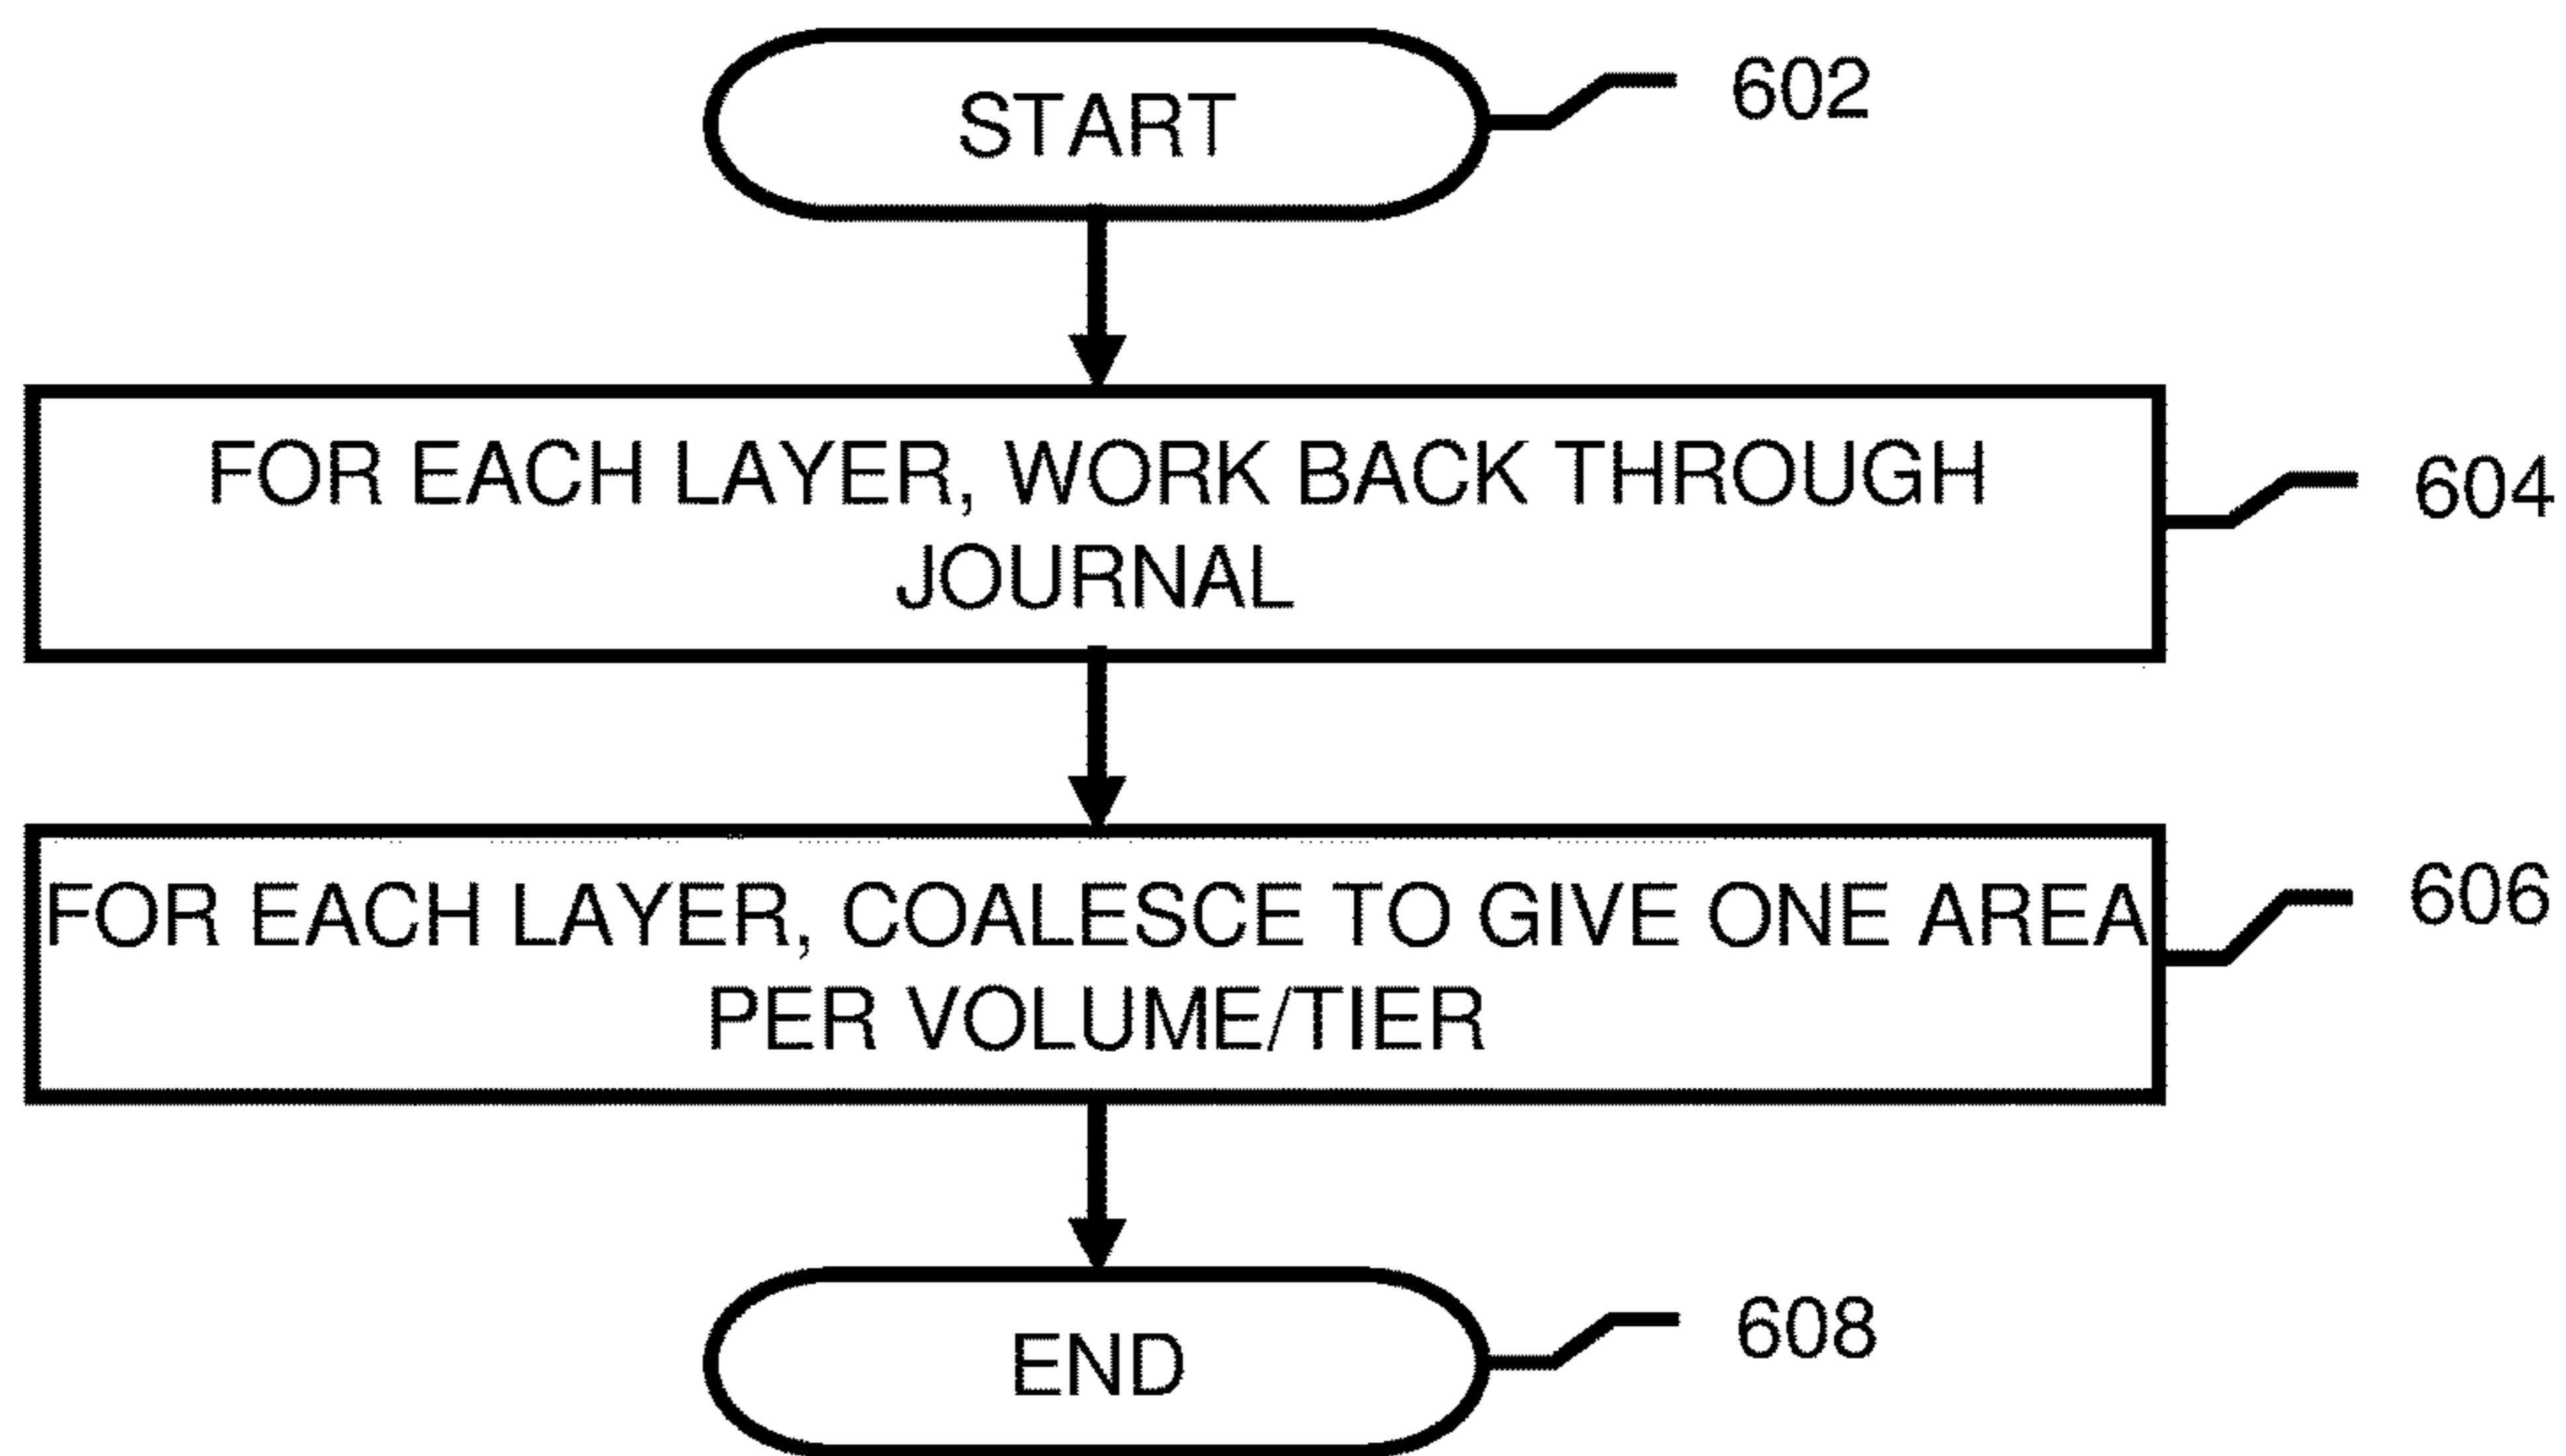 START
602
FOR EACH LAYER, WORK BACK THROUGH
JOURNAL
604
FOR EACH LAYER, COALESCE TO GIVE ONE AREA
PER VOLUME/TIER
606
END
608